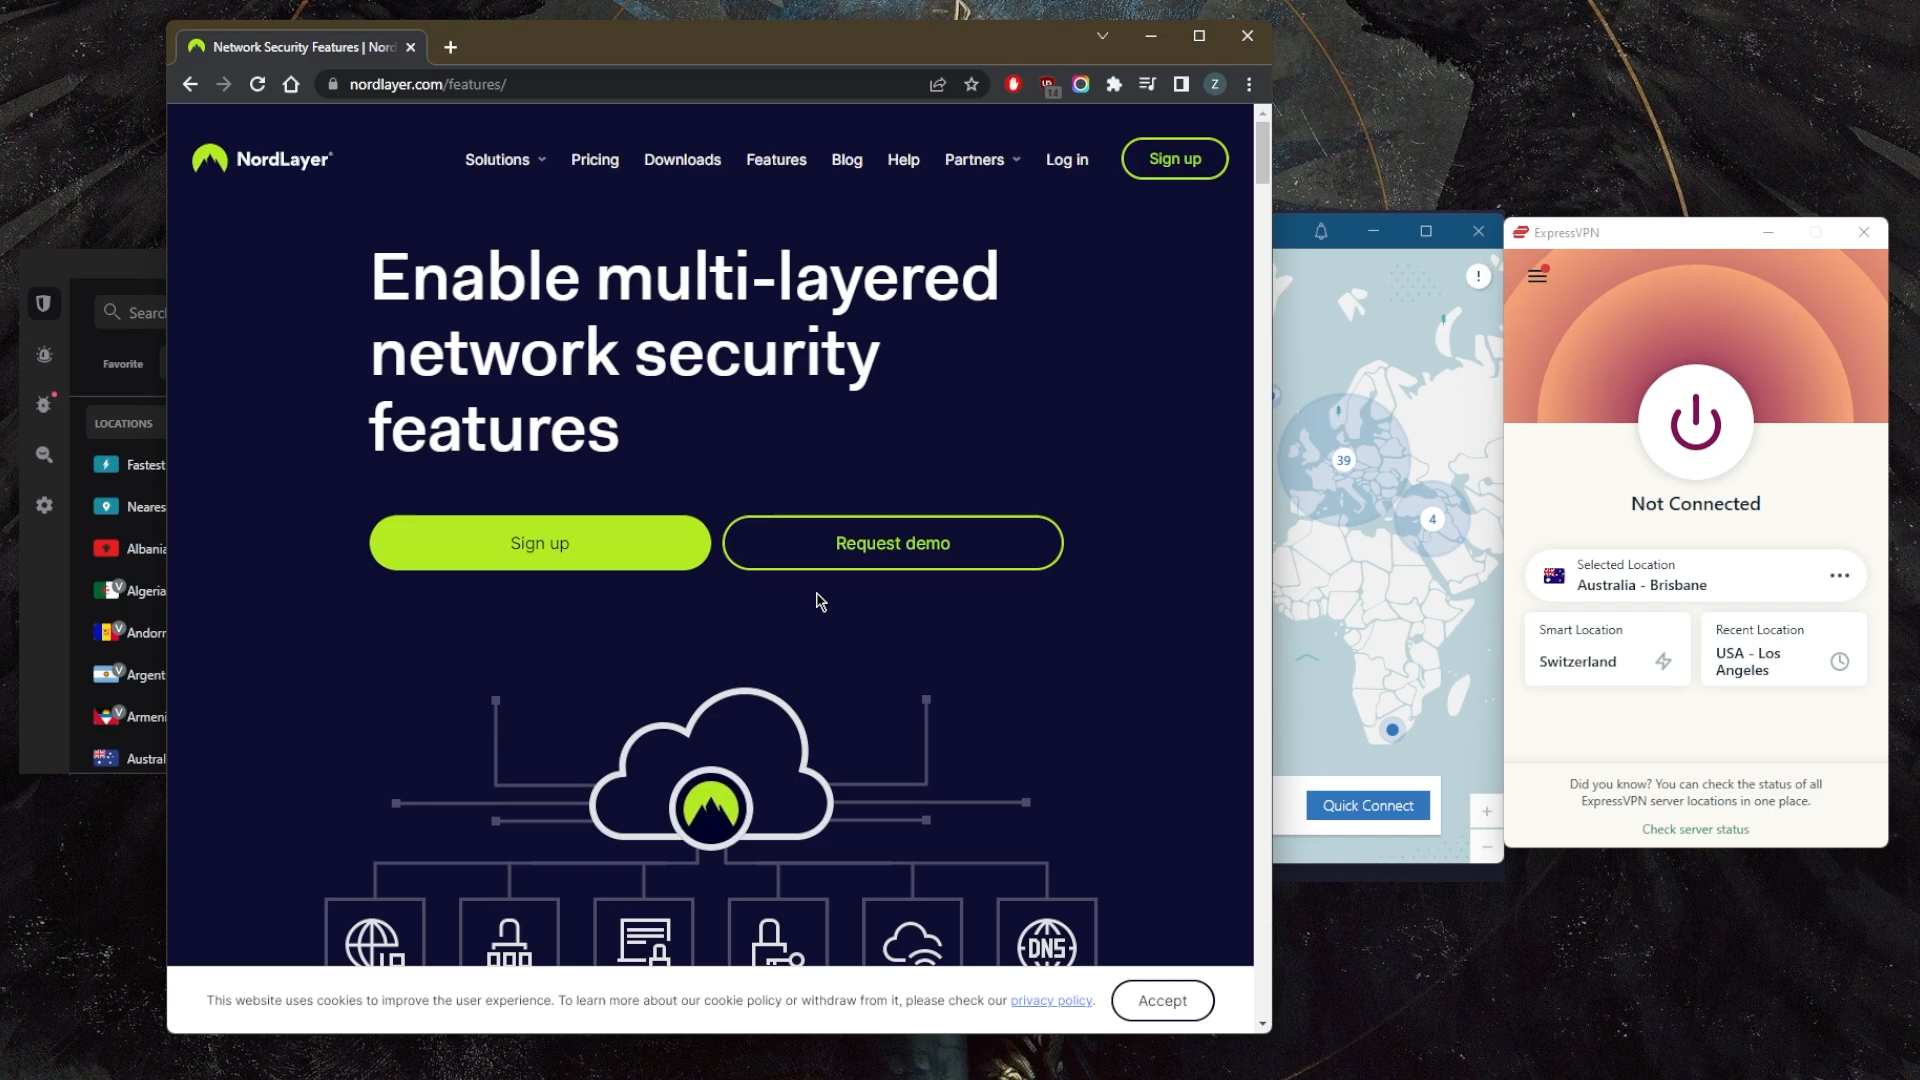 Network Security Features | Nord
nordlayer.com/features/
14
Z
NordLayer
Solutions
Pricing
Downloads
Features
Blog
Help
Partners
Log in
Sign up
Enable multi-layered
network security
features
Sign up
Request demo
DNS
This website uses cookies to improve the user experience. To learn more about our cookie policy or withdraw from it, please check our privacy policy.
Accept
Searc
Favorite
LOCATIONS
Fastest
Neares
Albania
Algeria
Andorr
Argent
Armeni
Austral
!
39
4
Quick Connect
+
−
ExpressVPN
Not Connected
Selected Location
Australia - Brisbane
Smart Location
Switzerland
Recent Location
USA - Los
Angeles
Did you know? You can check the status of all
ExpressVPN server locations in one place.
Check server status